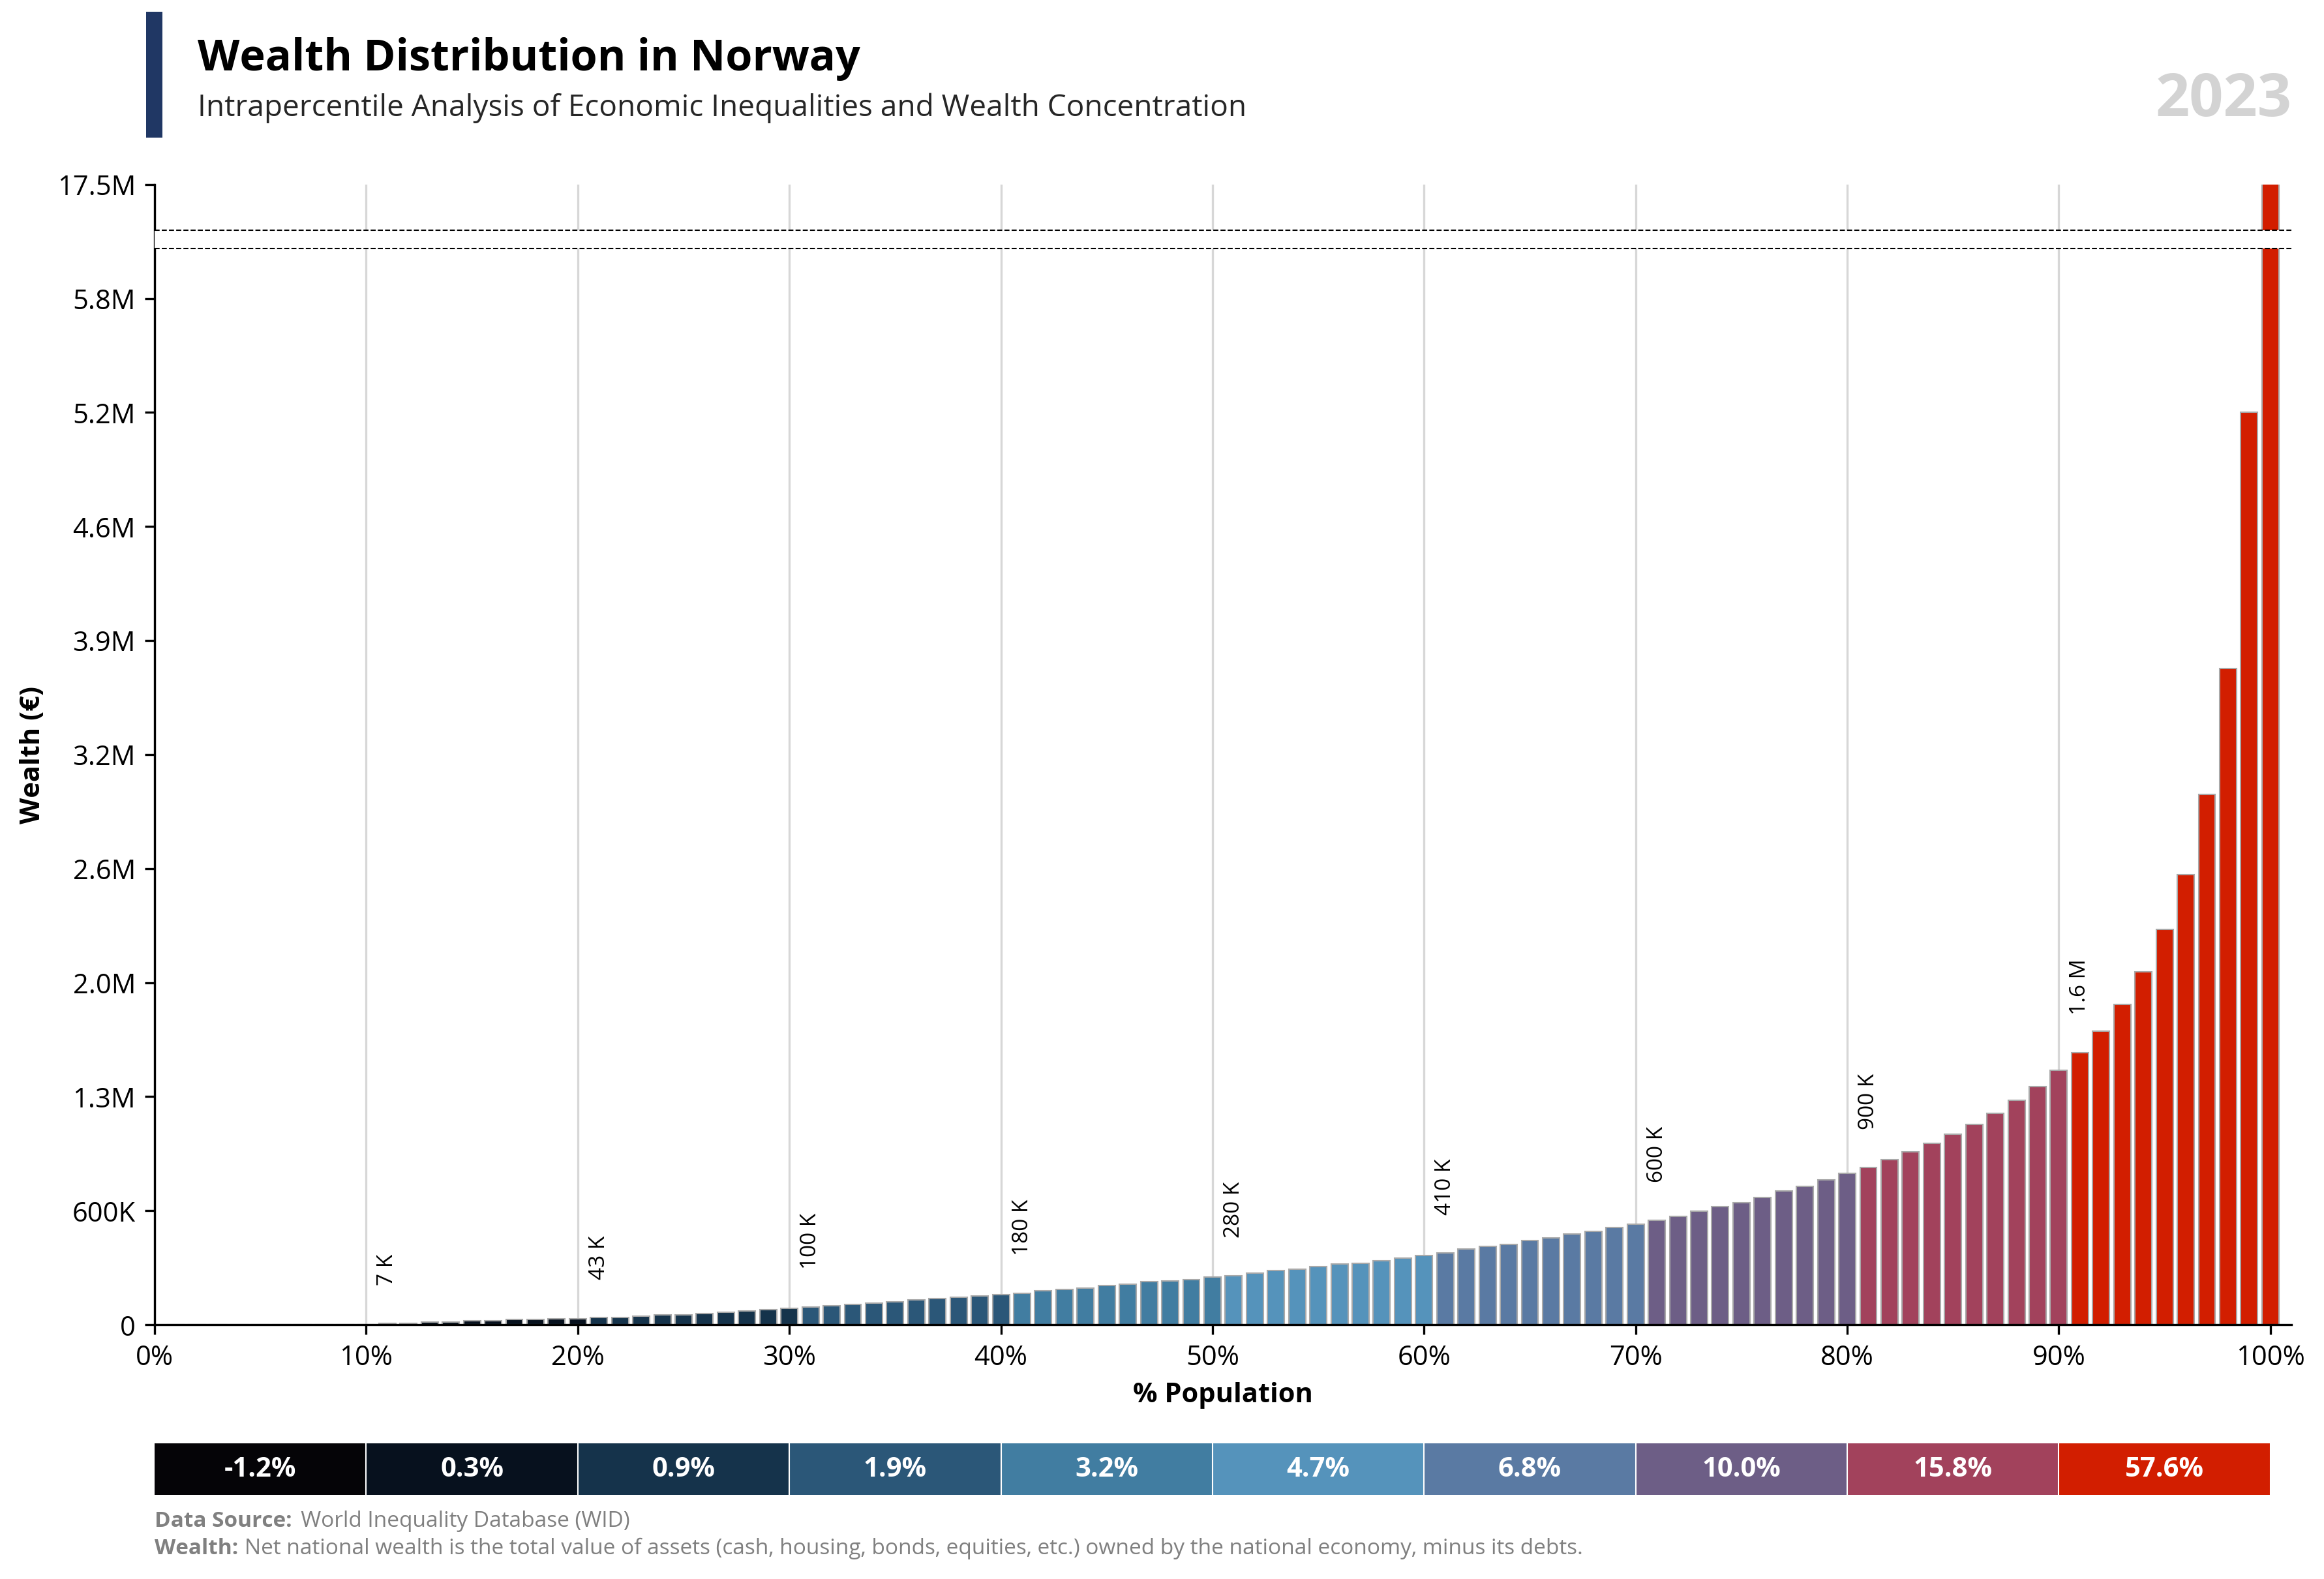 Wealth Distribution in Norway
Intrapercentile Analysis of Economic Inequalities and Wealth Concentration
2023
17.5M
5.8M
5.2M
4.6M
3.9M
3.2M
2.6M
2.0M
1.3M
600K
0
Wealth (€)
7 K
43 K
100 K
180 K
280 K
410 K
600 K
900 K
1.6 M
0% 10% 20% 30% 40% 50% 60% 70% 80% 90% 100%
% Population
-1.2% 0.3% 0.9% 1.9% 3.2% 4.7% 6.8% 10.0% 15.8% 57.6%
Data Source: World Inequality Database (WID)
Wealth: Net national wealth is the total value of assets (cash, housing, bonds, equities, etc.) owned by the national economy, minus its debts.